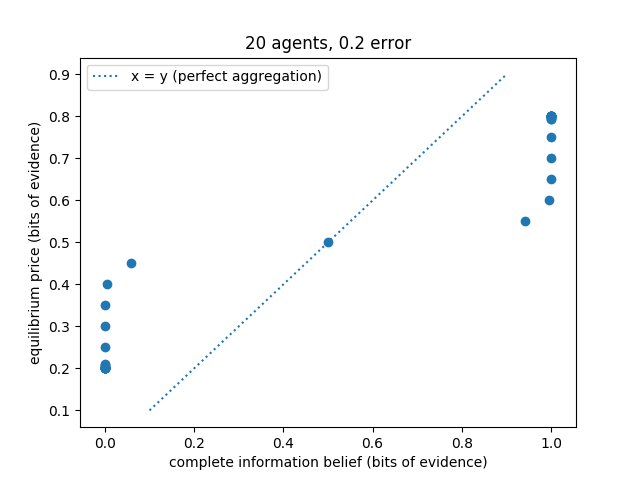 20 agents, 0.2 error
x = y (perfect aggregation)
equilibrium price (bits of evidence)
0.9
0.8
0.7
0.6
0.5
0.4
0.3
0.2
0.1
0.0 0.2 0.4 0.6 0.8 1.0
complete information belief (bits of evidence)